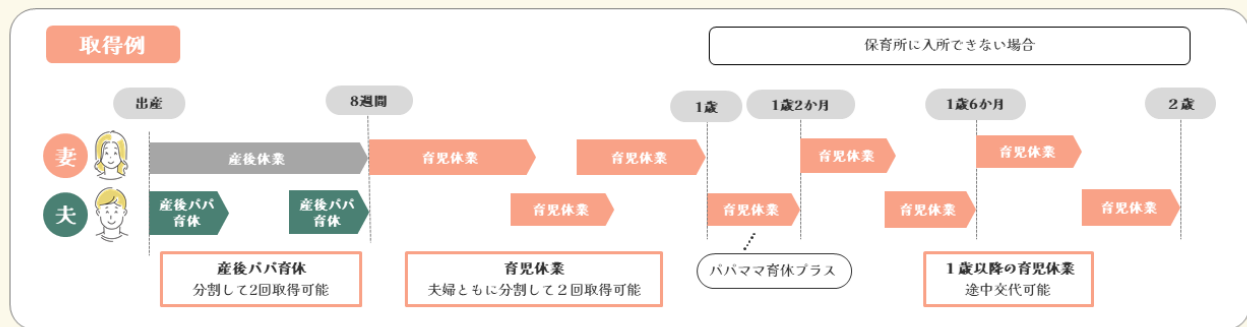 取得例
保育所に入所できない場合
出産
8週間
1歳
1歳2か月
1歳6か月
2歳
妻
産後休業
育児休業
育児休業
育児休業
育児休業
夫
産後パパ
育休
産後パパ
育休
育児休業
育児休業
育児休業
育児休業
産後パパ育休
分割して2回取得可能
育児休業
夫婦ともに分割して2回取得可能
パパママ育休プラス
1歳以降の育児休業
途中交代可能